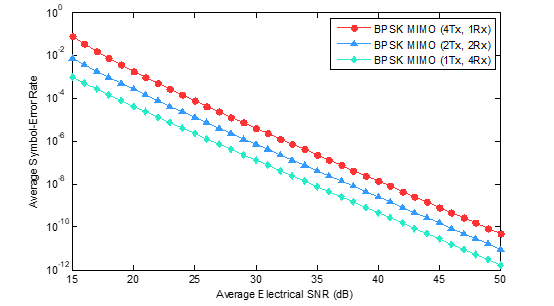 10^0
10^-2
10^-4
10^-6
10^-8
10^-10
10^-12
Average Symbol-Error Rate
BPSK MIMO (4Tx, 1Rx)
BPSK MIMO (2Tx, 2Rx)
BPSK MIMO (1Tx, 4Rx)
15 20 25 30 35 40 45 50
Average Electrical SNR (dB)